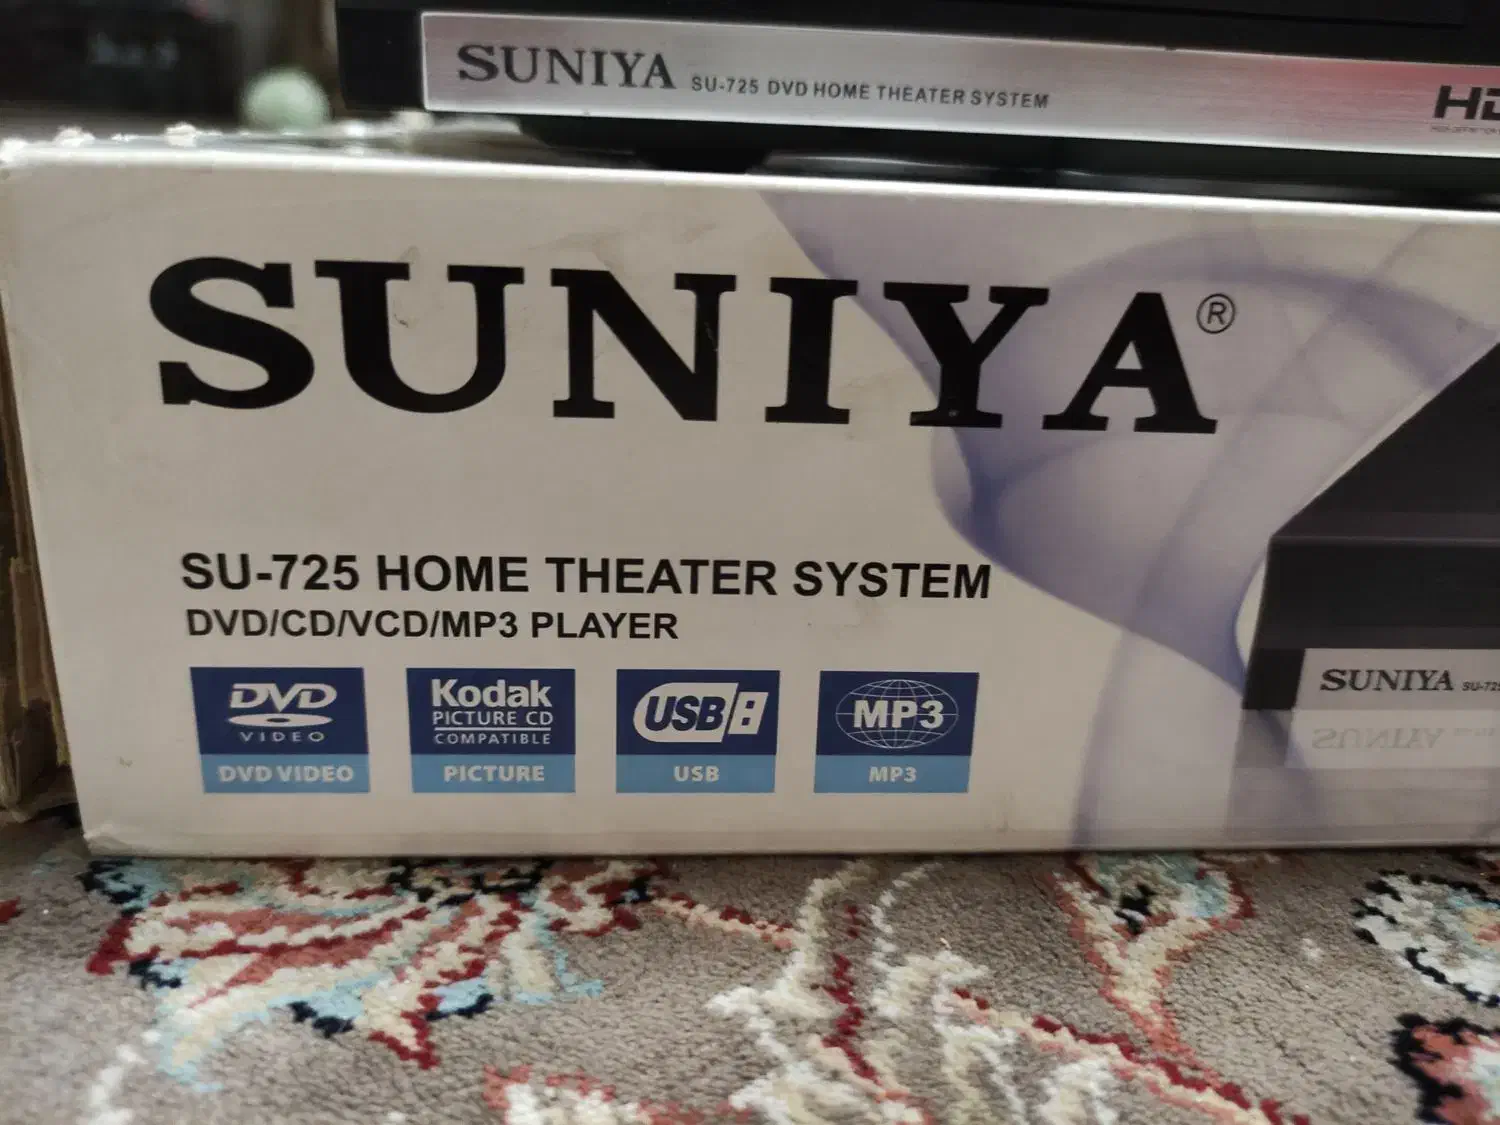 SUNIYA SU-725 DVD HOME THEATER SYSTEM
SUNIYA®
SU-725 HOME THEATER SYSTEM
DVD/CD/VCD/MP3 PLAYER
DVD
VIDEO
DVD VIDEO
Kodak
PICTURE CD
COMPATIBLE
PICTURE
USB
USB
MP3
MP3
SUNIYA